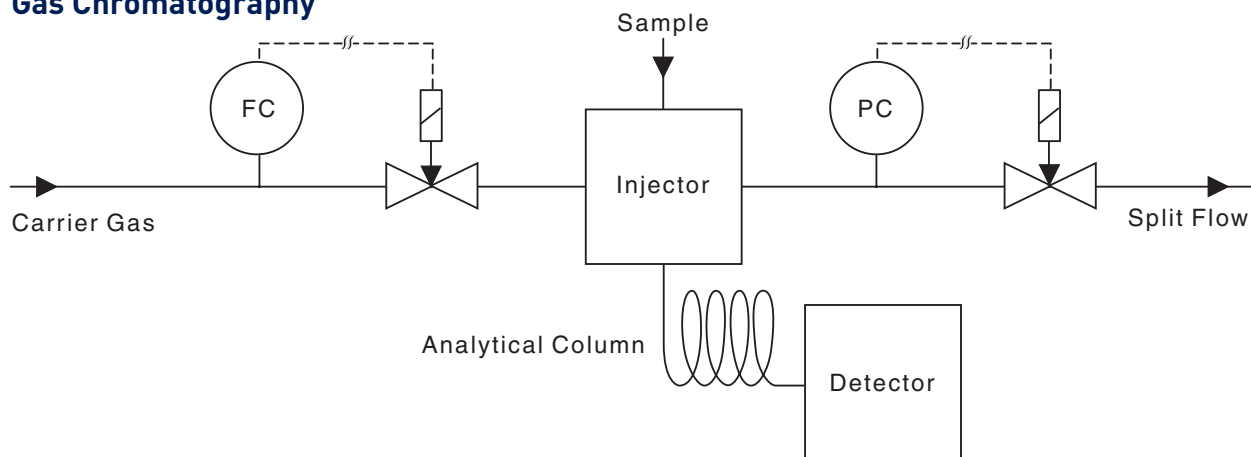 Gas Chromatography
Sample
FC
PC
Injector
Carrier Gas
Split Flow
Analytical Column
Detector